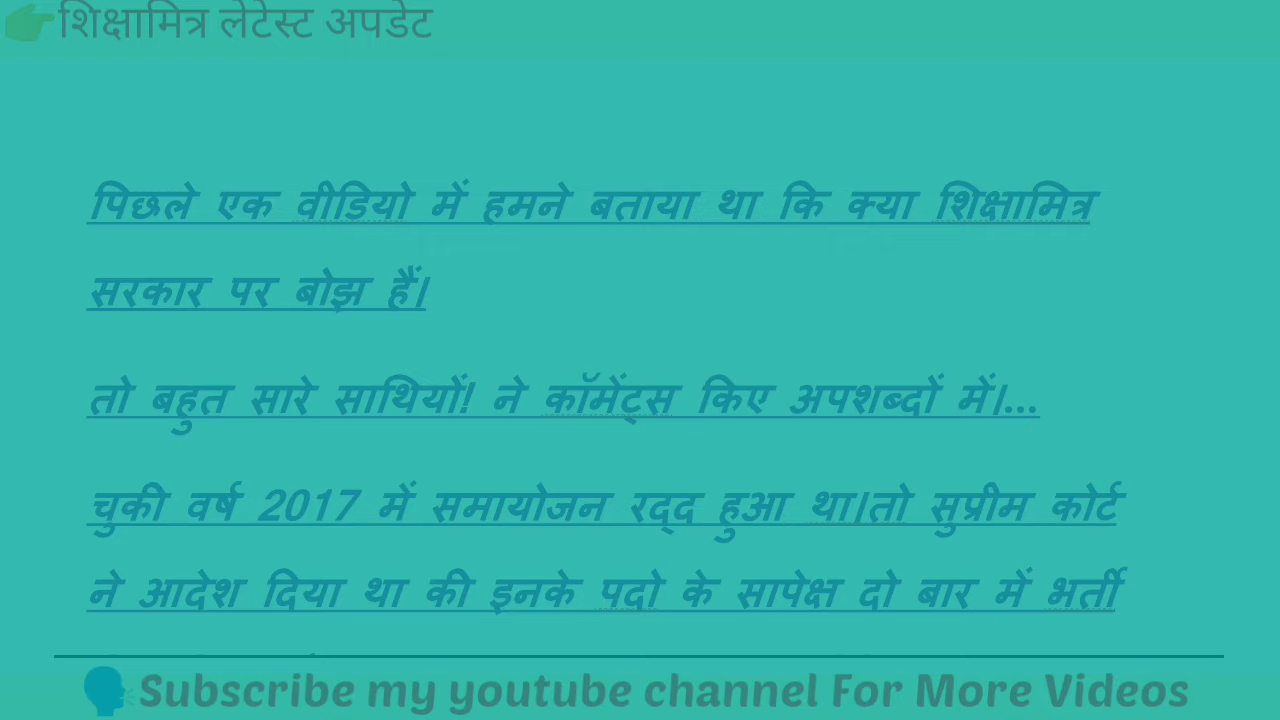 👉शिक्षामित्र लेटेस्ट अपडेट
पिछले एक वीडियो में हमने बताया था कि क्या शिक्षामित्र
सरकार पर बोझ हैं।
तो बहुत सारे साथियों! ने कॉमेंट्स किए अपशब्दों में।...
चुकी वर्ष 2017 में समायोजन रद्द हुआ था।तो सुप्रीम कोर्ट
ने आदेश दिया था की इनके पदो के सापेक्ष दो बार में भर्ती
🗣️Subscribe my youtube channel For More Videos